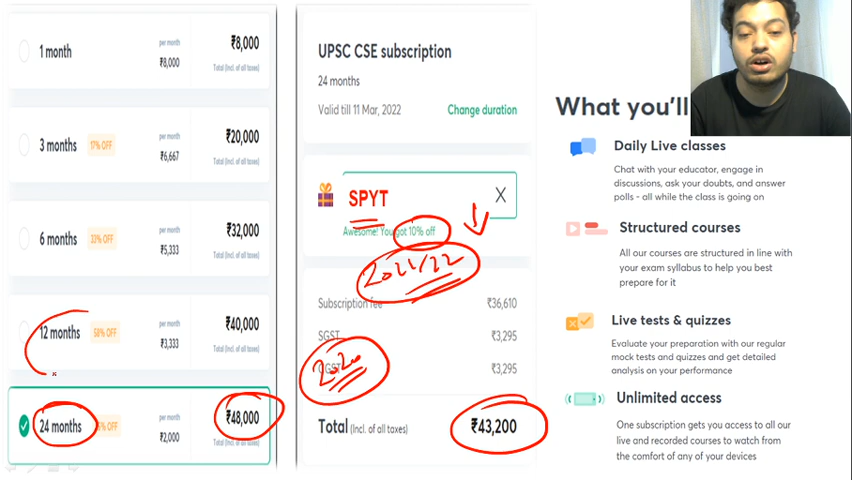 1 month
per month
₹8,000
₹8,000
Total (Incl. of all taxes)
3 months
17% OFF
per month
₹6,667
₹20,000
Total (Incl. of all taxes)
6 months
33% OFF
per month
₹5,333
₹32,000
Total (Incl. of all taxes)
12 months
58% OFF
per month
₹3,333
₹40,000
Total (Incl. of all taxes)
24 months
% OFF
per month
₹2,000
₹48,000
Total (Incl. of all taxes)
UPSC CSE subscription
24 months
Valid till 11 Mar, 2022
Change duration
SPYT
X
Awesome! You got 10% off
2021/22
Subscription fee
₹36,610
SGST
₹3,295
2020
CGST
₹3,295
Total (Incl. of all taxes)
₹43,200
What you'll
Daily Live classes
Chat with your educator, engage in
discussions, ask your doubts, and answer
polls - all while the class is going on
Structured courses
All our courses are structured in line with
your exam syllabus to help you best
prepare for it
Live tests & quizzes
Evaluate your preparation with our regular
mock tests and quizzes and get detailed
analysis on your performance
Unlimited access
One subscription gets you access to all our
live and recorded courses to watch from
the comfort of any of your devices